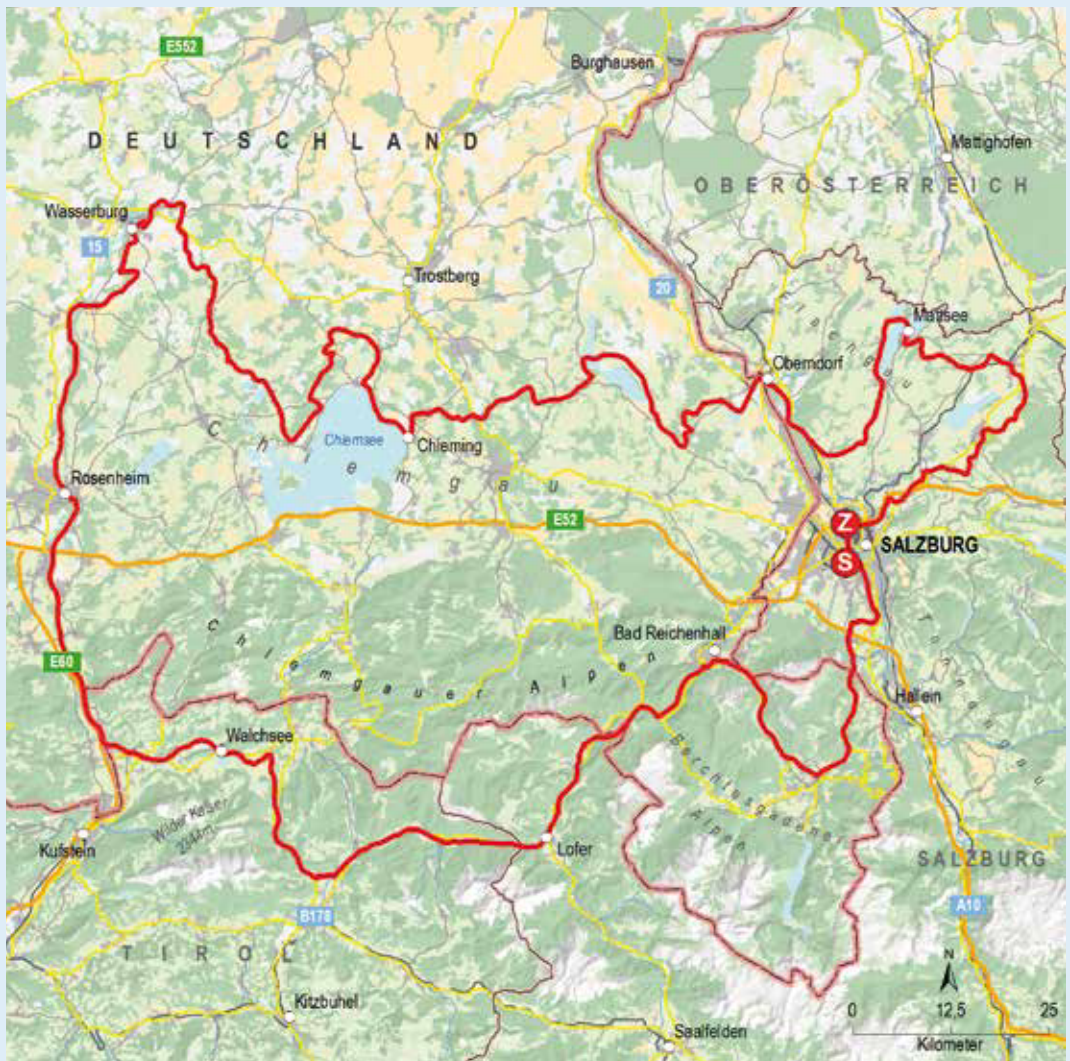 E552
Burghausen
DEUTSCHLAND
Mattighofen
OBERÖSTERREICH
Wasserburg
15
Trostberg
20
Flachgau
Mattsee
Oberndorf
Chiemsee
Chieming
Chiemgau
Rosenheim
E52
Z
SALZBURG
S
Bad Reichenhall
Chiemgauer Alpen
Tennengau
E60
Hallein
Walchsee
Berchtesgadener
Alpen
Wilder Kaiser
2344m
Kufstein
Lofer
SALZBURG
B178
A10
TIROL
N
Kitzbühel
0 12,5 25
Saalfelden
Kilometer